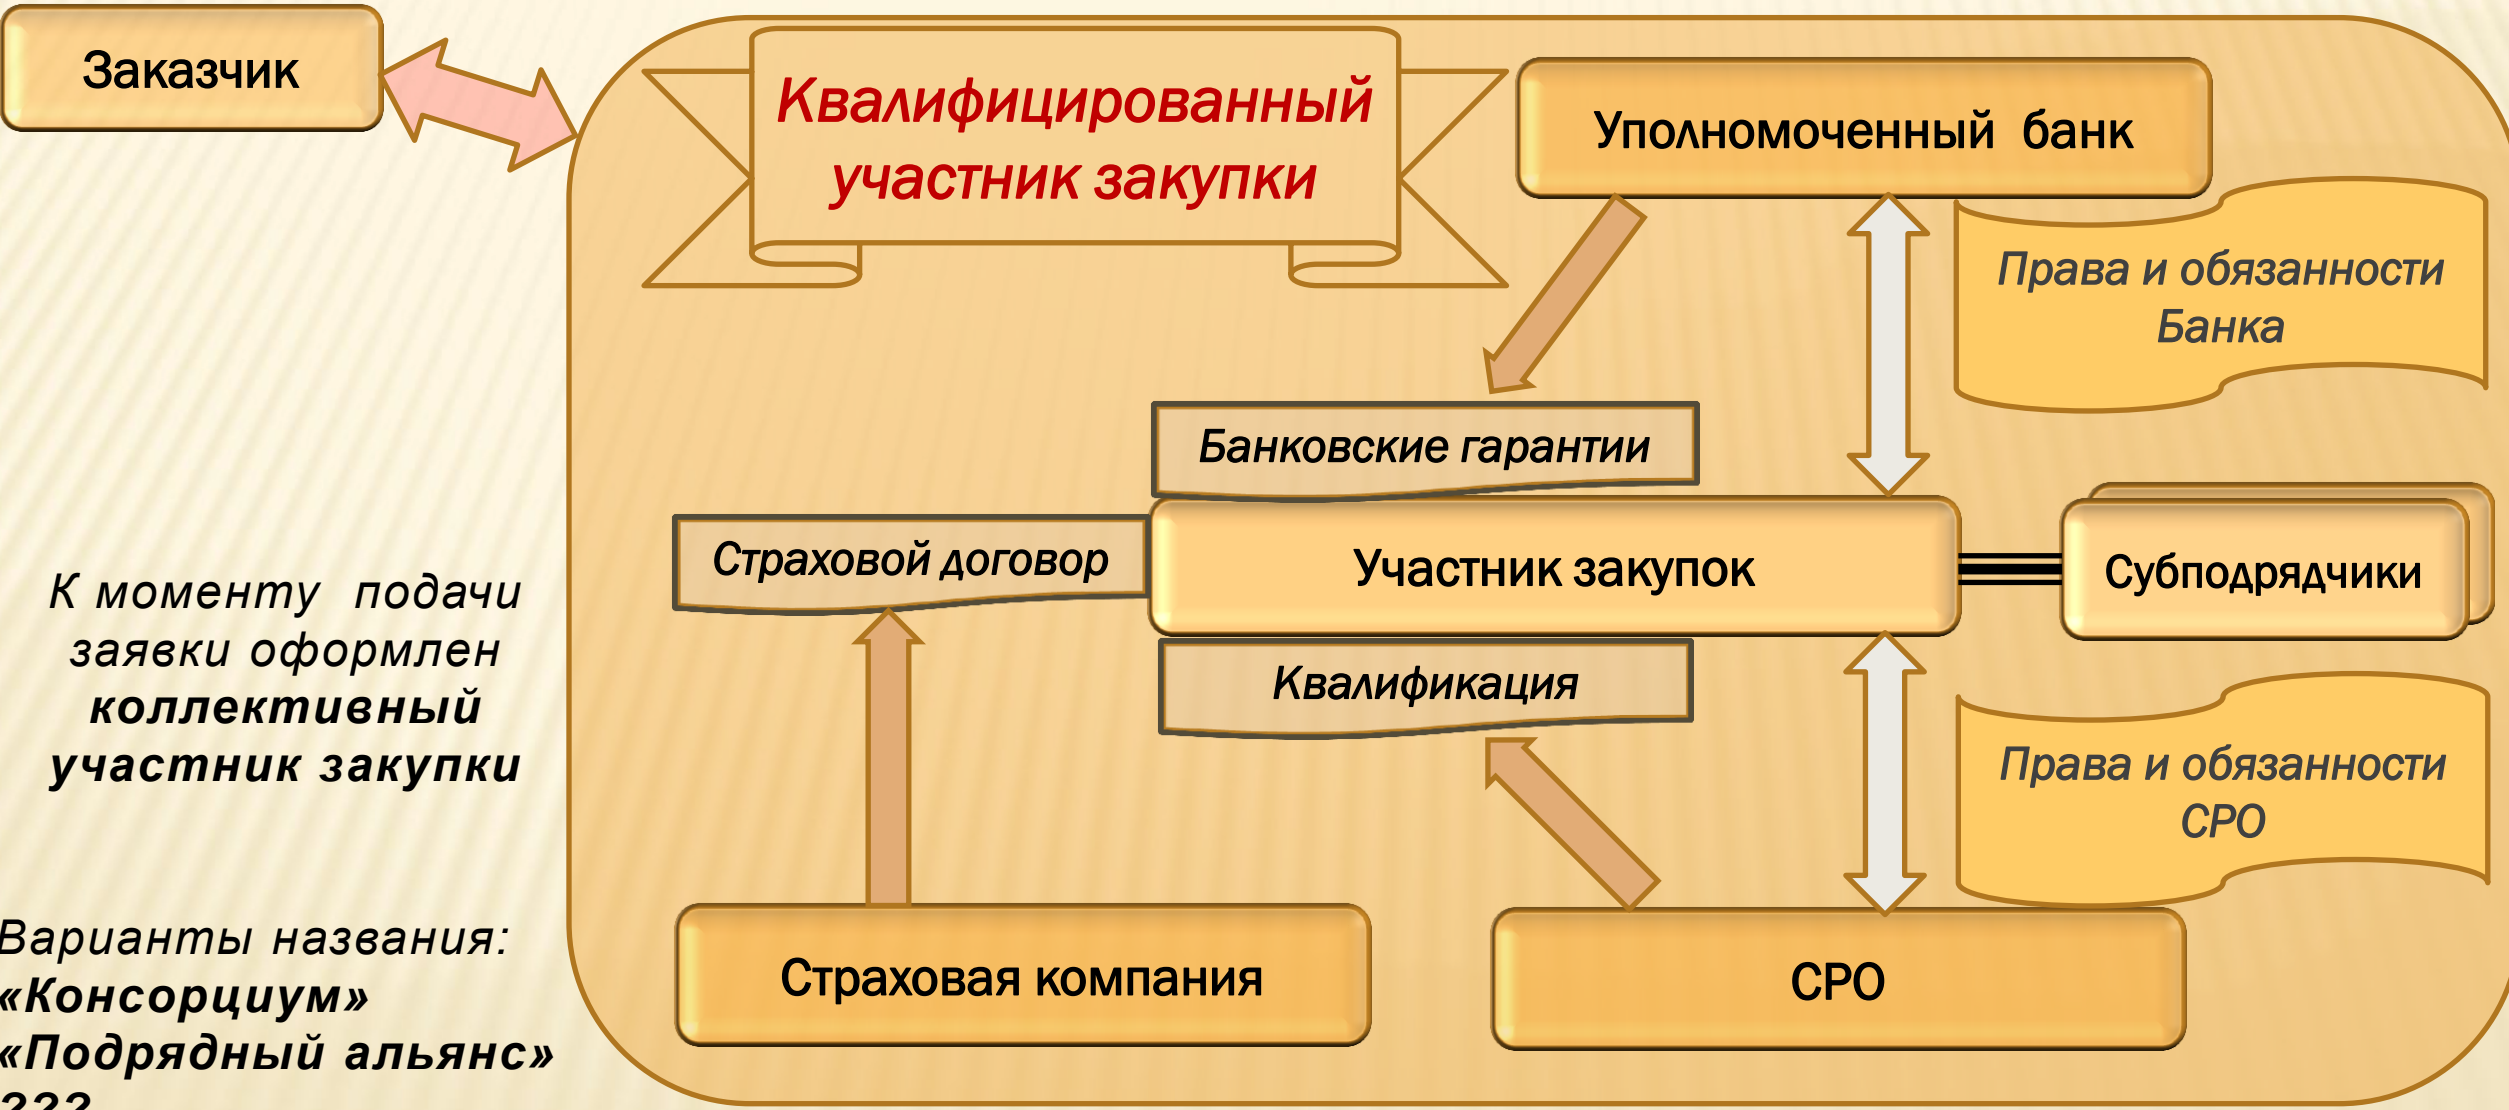 Заказчик
Квалифицированный
участник закупки
Уполномоченный банк
Права и обязанности
Банка
Банковские гарантии
Страховой договор
Участник закупок
Субподрядчики
Квалификация
К моменту подачи
заявки оформлен
коллективный
участник закупки
Права и обязанности
СРО
Варианты названия:
«Консорциум»
«Подрядный альянс»
???
Страховая компания
СРО